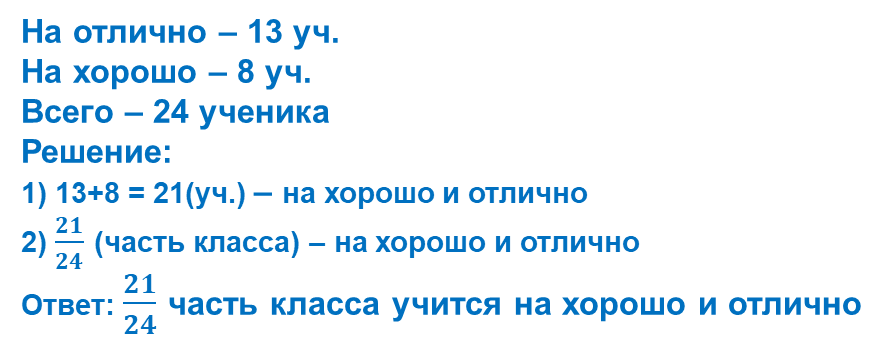 На отлично – 13 уч.
На хорошо – 8 уч.
Всего – 24 ученика
Решение:
1) 13+8 = 21(уч.) – на хорошо и отлично
2) 21/24 (часть класса) – на хорошо и отлично
Ответ: 21/24 часть класса учится на хорошо и отлично